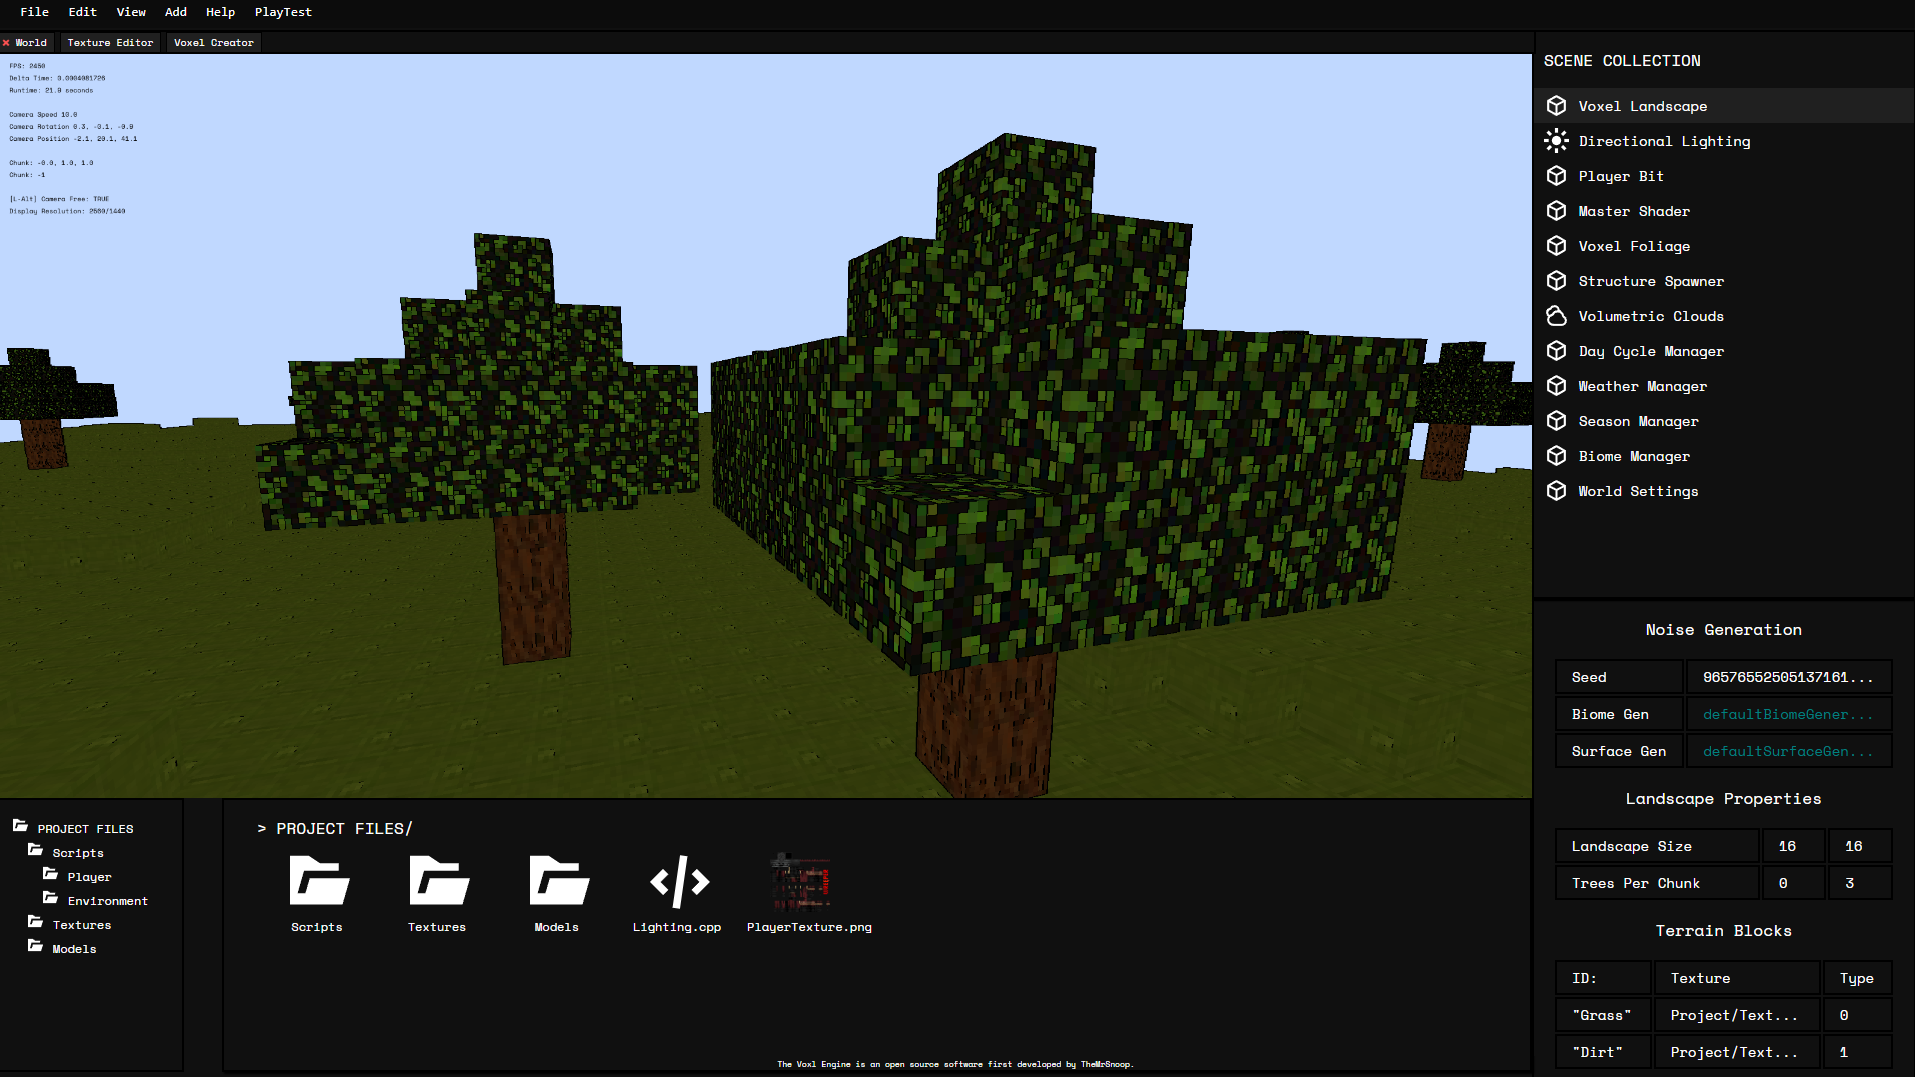 File Edit View Add Help PlayTest
× World Texture Editor Voxel Creator
FPS: 2450
Delta Time: 0.0004081726
Runtime: 21.9 seconds
Camera Speed 10.0
Camera Rotation 0.3, -0.1, -0.9
Camera Position -2.1, 20.1, 41.1
Chunk: -0.0, 1.0, 1.0
Chunk: -1
[L-Alt] Camera Free: TRUE
Display Resolution: 2560/1440
SCENE COLLECTION
Voxel Landscape
Directional Lighting
Player Bit
Master Shader
Voxel Foliage
Structure Spawner
Volumetric Clouds
Day Cycle Manager
Weather Manager
Season Manager
Biome Manager
World Settings
Noise Generation
Seed 96576552505137161...
Biome Gen defaultBiomeGener...
Surface Gen defaultSurfaceGen...
Landscape Properties
Landscape Size 16 16
Trees Per Chunk 0 3
Terrain Blocks
ID: Texture Type
"Grass" Project/Text... 0
"Dirt" Project/Text... 1
PROJECT FILES
Scripts
Player
Environment
Textures
Models
> PROJECT FILES/
Scripts Textures Models Lighting.cpp PlayerTexture.png
The Voxl Engine is an open source software first developed by TheMrSnoop.